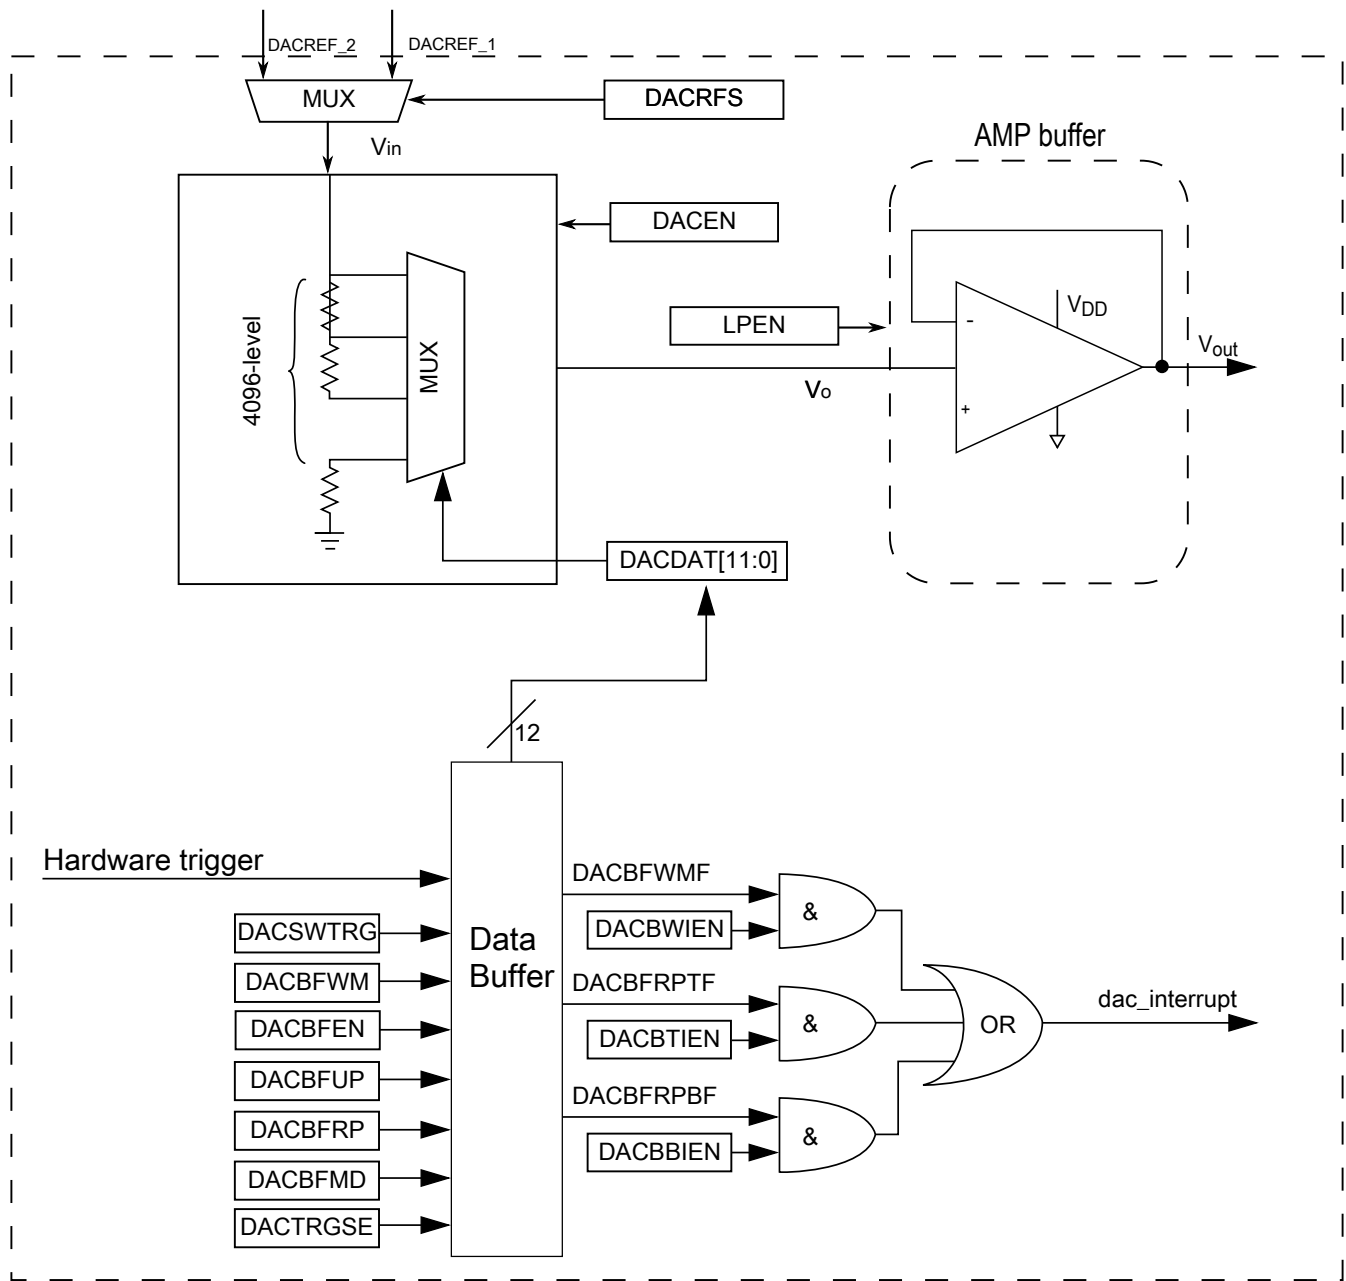 DACREF_2
DACREF_1
MUX
DACRFS
Vin
AMP buffer
DACEN
4096-level
MUX
LPEN
-
VDD
Vout
Vo
+
DACDAT[11:0]
12
Hardware trigger
DACSWTRG
DACBFWM
DACBFEN
DACBFUP
DACBFRP
DACBFMD
DACTRGSE
Data
Buffer
DACBFWMF
DACBWIEN
&
DACBFRPTF
DACBTIEN
&
DACBFRPBF
DACBBIEN
&
OR
dac_interrupt